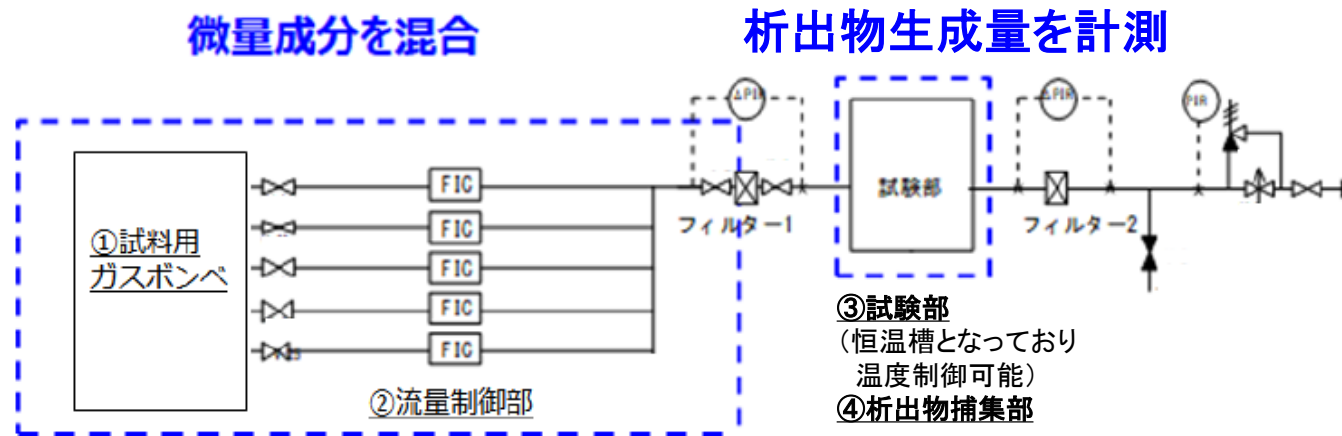 微量成分を混合
析出物生成量を計測
ΔPIR
ΔPIR
PIR
①試料用
ガスボンベ
FIC
FIC
FIC
FIC
FIC
フィルター1
試験部
フィルター2
②流量制御部
③試験部
(恒温槽となっており
温度制御可能)
④析出物捕集部